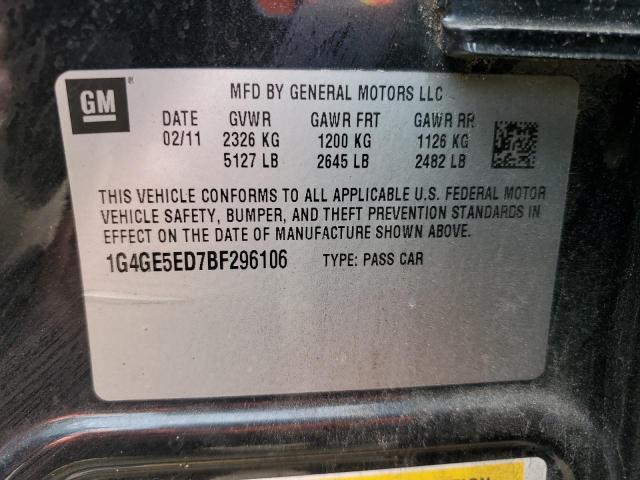 GM
MFD BY GENERAL MOTORS LLC
DATE GVWR GAWR FRT GAWR RR
02/11 2326 KG 1200 KG 1126 KG
5127 LB 2645 LB 2482 LB
THIS VEHICLE CONFORMS TO ALL APPLICABLE U.S. FEDERAL MOTOR
VEHICLE SAFETY, BUMPER, AND THEFT PREVENTION STANDARDS IN
EFFECT ON THE DATE OF MANUFACTURE SHOWN ABOVE.
1G4GE5ED7BF296106 TYPE: PASS CAR